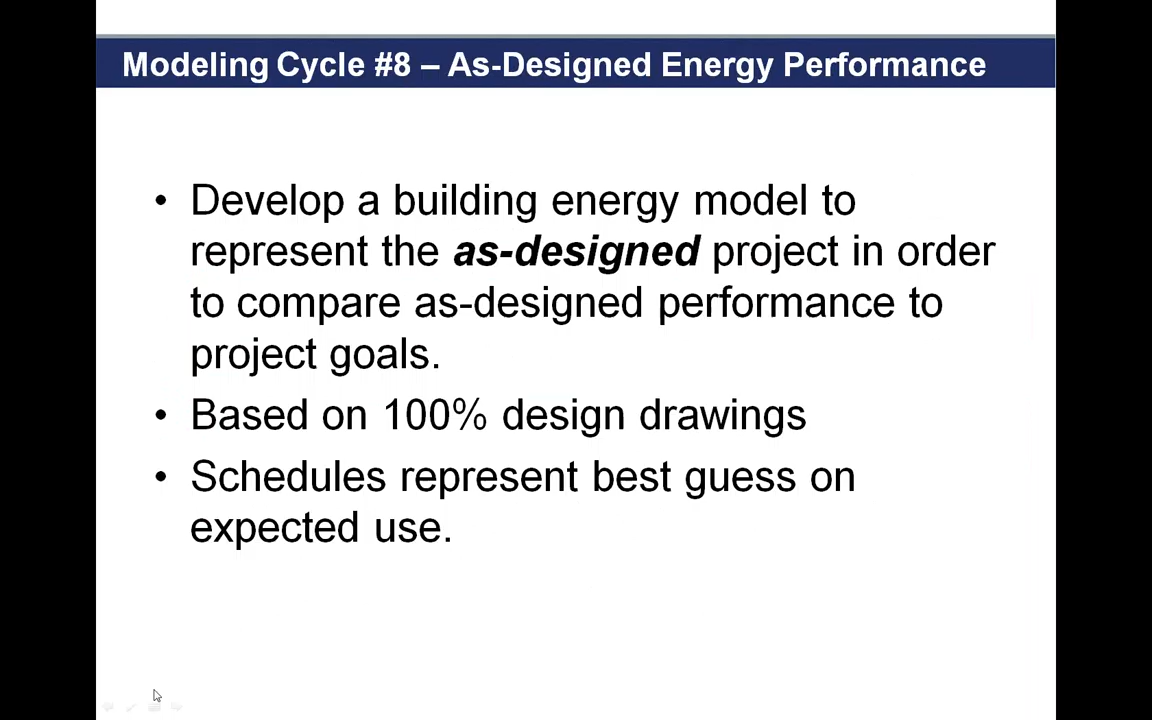 Modeling Cycle #8 – As-Designed Energy Performance
• Develop a building energy model to
represent the as-designed project in order
to compare as-designed performance to
project goals.
• Based on 100% design drawings
• Schedules represent best guess on
expected use.